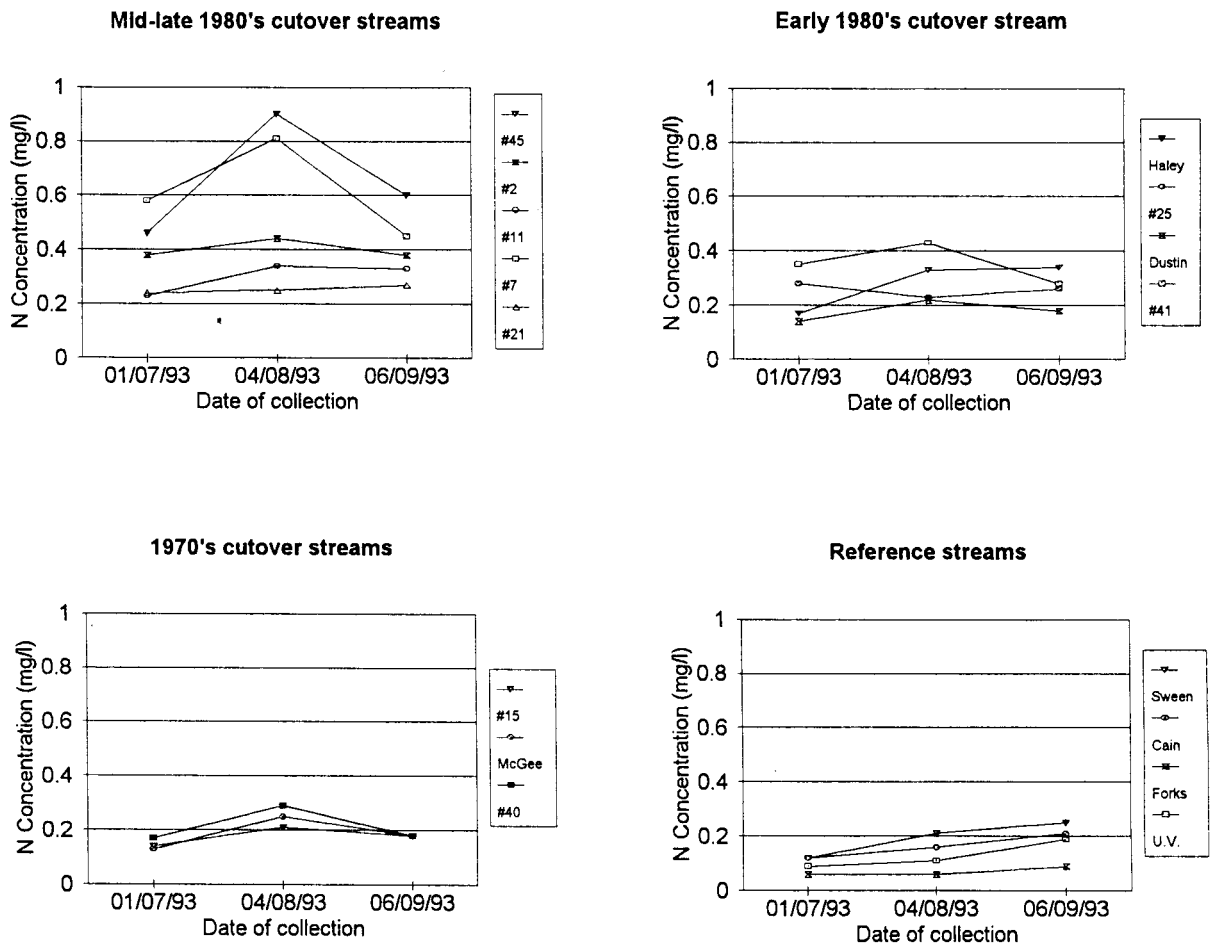 Mid-late 1980's cutover streams
N Concentration (mg/l)
1
0.8
0.6
0.4
0.2
0
01/07/93 04/08/93 06/09/93
Date of collection
#45
#2
#11
#7
#21
Early 1980's cutover stream
N Concentration (mg/l)
1
0.8
0.6
0.4
0.2
0
01/07/93 04/08/93 06/09/93
Date of collection
Haley
#25
Dustin
#41
1970's cutover streams
N Concentration (mg/l)
1
0.8
0.6
0.4
0.2
0
01/07/93 04/08/93 06/09/93
Date of collection
#15
McGee
#40
Reference streams
N Concentration (mg/l)
1
0.8
0.6
0.4
0.2
0
01/07/93 04/08/93 06/09/93
Date of collection
Sween
Cain
Forks
U.V.